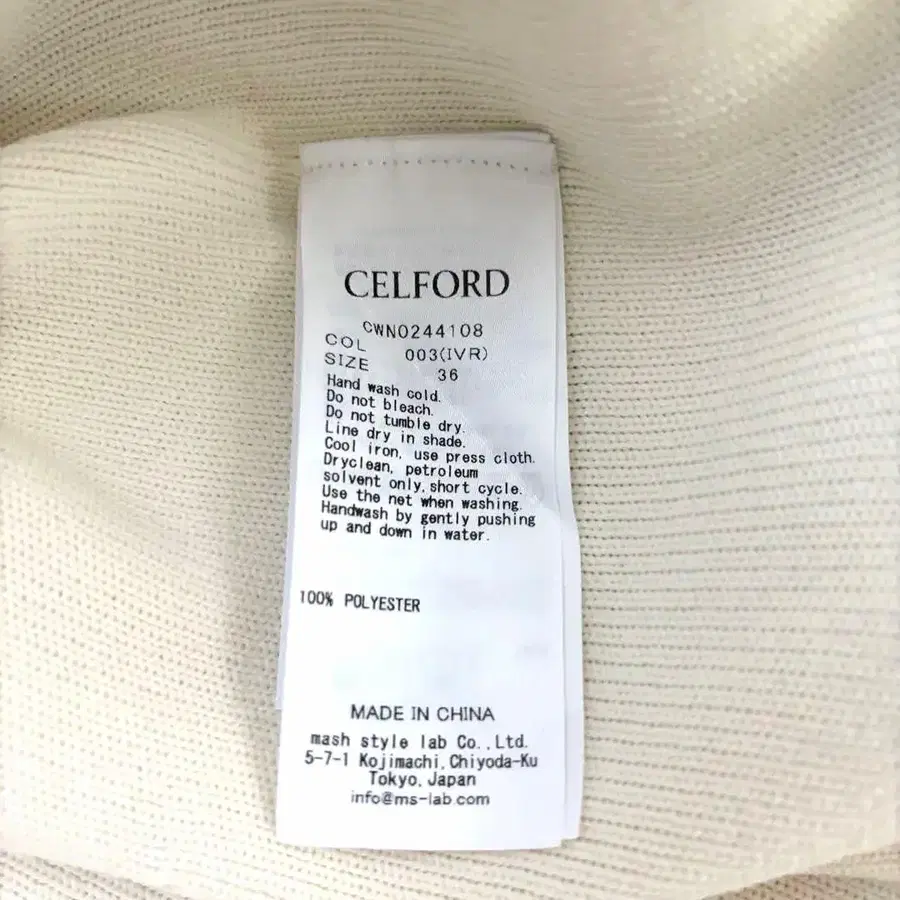 CELFORD
CWN0244108
COL 003(IVR)
SIZE 36
Hand wash cold.
Do not bleach.
Do not tumble dry.
Line dry in shade.
Cool iron, use press cloth.
Dryclean, petroleum
solvent only, short cycle.
Use the net when washing.
Handwash by gently pushing
up and down in water.
100% POLYESTER
MADE IN CHINA
mash style lab Co.,Ltd.
5-7-1 Kojimachi, Chiyoda-Ku
Tokyo, Japan
info@ms-lab.com